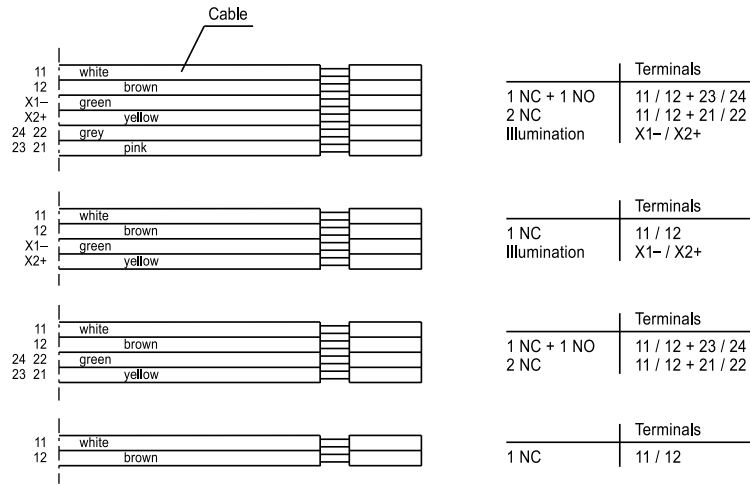 Cable
11 white
12 brown
X1– green
X2+ yellow
24 22 grey
23 21 pink
Terminals
1 NC + 1 NO 11 / 12 + 23 / 24
2 NC 11 / 12 + 21 / 22
Illumination X1– / X2+
11 white
12 brown
X1– green
X2+ yellow
Terminals
1 NC 11 / 12
Illumination X1– / X2+
11 white
12 brown
24 22 green
23 21 yellow
Terminals
1 NC + 1 NO 11 / 12 + 23 / 24
2 NC 11 / 12 + 21 / 22
11 white
12 brown
Terminals
1 NC 11 / 12